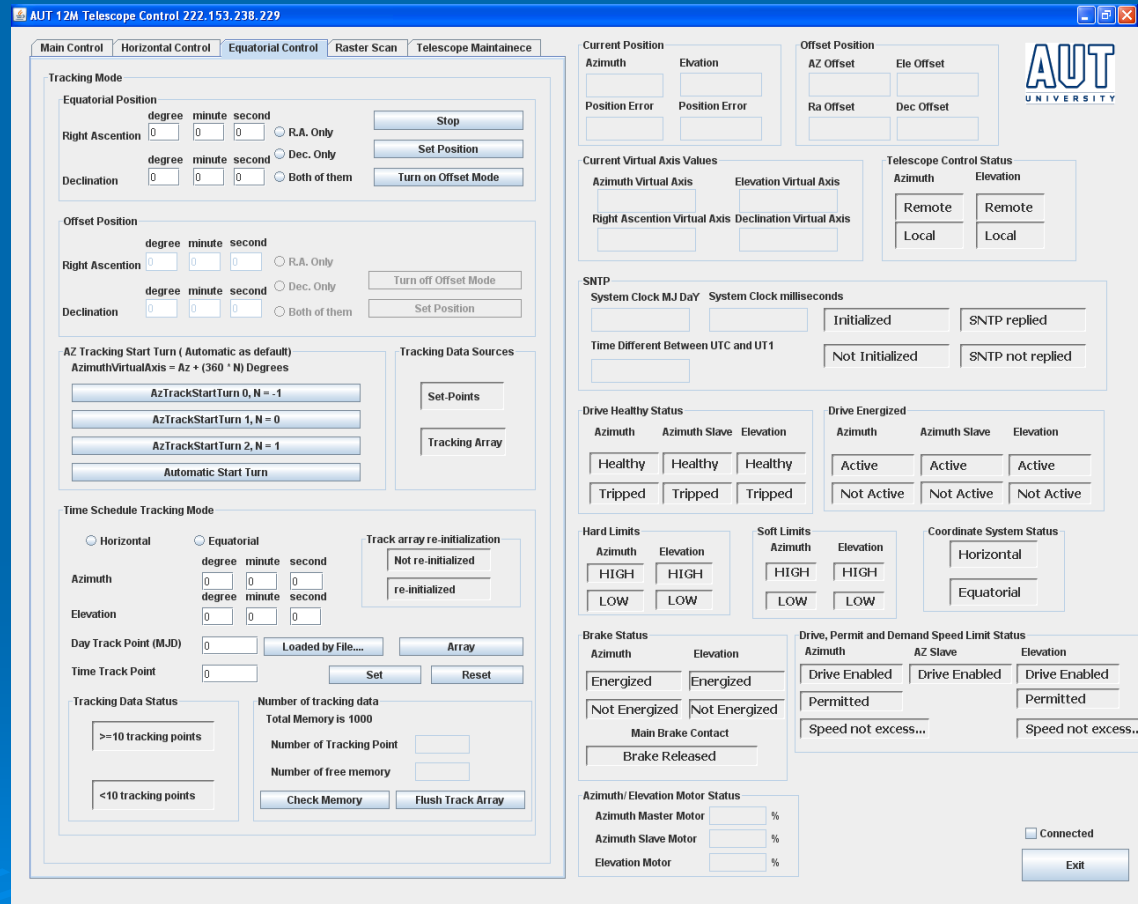 AUT 12M Telescope Control 222.153.238.229
Main Control Horizontal Control Equatorial Control Raster Scan Telescope Maintainece
Tracking Mode
Equatorial Position
degree minute second
Right Ascention 0 0 0 R.A. Only Stop
Dec. Only Set Position
degree minute second
Declination 0 0 0 Both of them Turn on Offset Mode
Offset Position
degree minute second
Right Ascention 0 0 0 R.A. Only
Turn off Offset Mode
degree minute second Dec. Only
Declination 0 0 0 Both of them Set Position
AZ Tracking Start Turn ( Automatic as default)
AzimuthVirtualAxis = Az + (360 * N) Degrees
AzTrackStartTurn 0, N = -1
AzTrackStartTurn 1, N = 0
AzTrackStartTurn 2, N = 1
Automatic Start Turn
Tracking Data Sources
Set-Points
Tracking Array
Time Schedule Tracking Mode
Horizontal Equatorial
degree minute second
Azimuth 0 0 0
degree minute second
Elevation 0 0 0
Track array re-initialization
Not re-initialized
re-initialized
Day Track Point (MJD) 0 Loaded by File.... Array
Time Track Point 0 Set Reset
Tracking Data Status
>=10 tracking points
<10 tracking points
Number of tracking data
Total Memory is 1000
Number of Tracking Point
Number of free memory
Check Memory Flush Track Array
Current Position
Azimuth Elvation
Position Error Position Error
Offset Position
AZ Offset Ele Offset
Ra Offset Dec Offset
AUT
UNIVERSITY
Current Virtual Axis Values
Azimuth Virtual Axis Elevation Virtual Axis
Right Ascention Virtual Axis Declination Virtual Axis
Telescope Control Status
Azimuth Elevation
Remote Remote
Local Local
SNTP
System Clock MJ DaY System Clock milliseconds
Initialized SNTP replied
Time Different Between UTC and UT1
Not Initialized SNTP not replied
Drive Healthy Status
Azimuth Azimuth Slave Elevation
Healthy Healthy Healthy
Tripped Tripped Tripped
Drive Energized
Azimuth Azimuth Slave Elevation
Active Active Active
Not Active Not Active Not Active
Hard Limits
Azimuth Elevation
HIGH HIGH
LOW LOW
Soft Limits
Azimuth Elevation
HIGH HIGH
LOW LOW
Coordinate System Status
Horizontal
Equatorial
Brake Status
Azimuth Elevation
Energized Energized
Not Energized Not Energized
Main Brake Contact
Brake Released
Drive, Permit and Demand Speed Limit Status
Azimuth AZ Slave Elevation
Drive Enabled Drive Enabled Drive Enabled
Permitted Permitted
Speed not excess... Speed not excess...
Azimuth/Elevation Motor Status
Azimuth Master Motor %
Azimuth Slave Motor %
Elevation Motor %
Connected
Exit